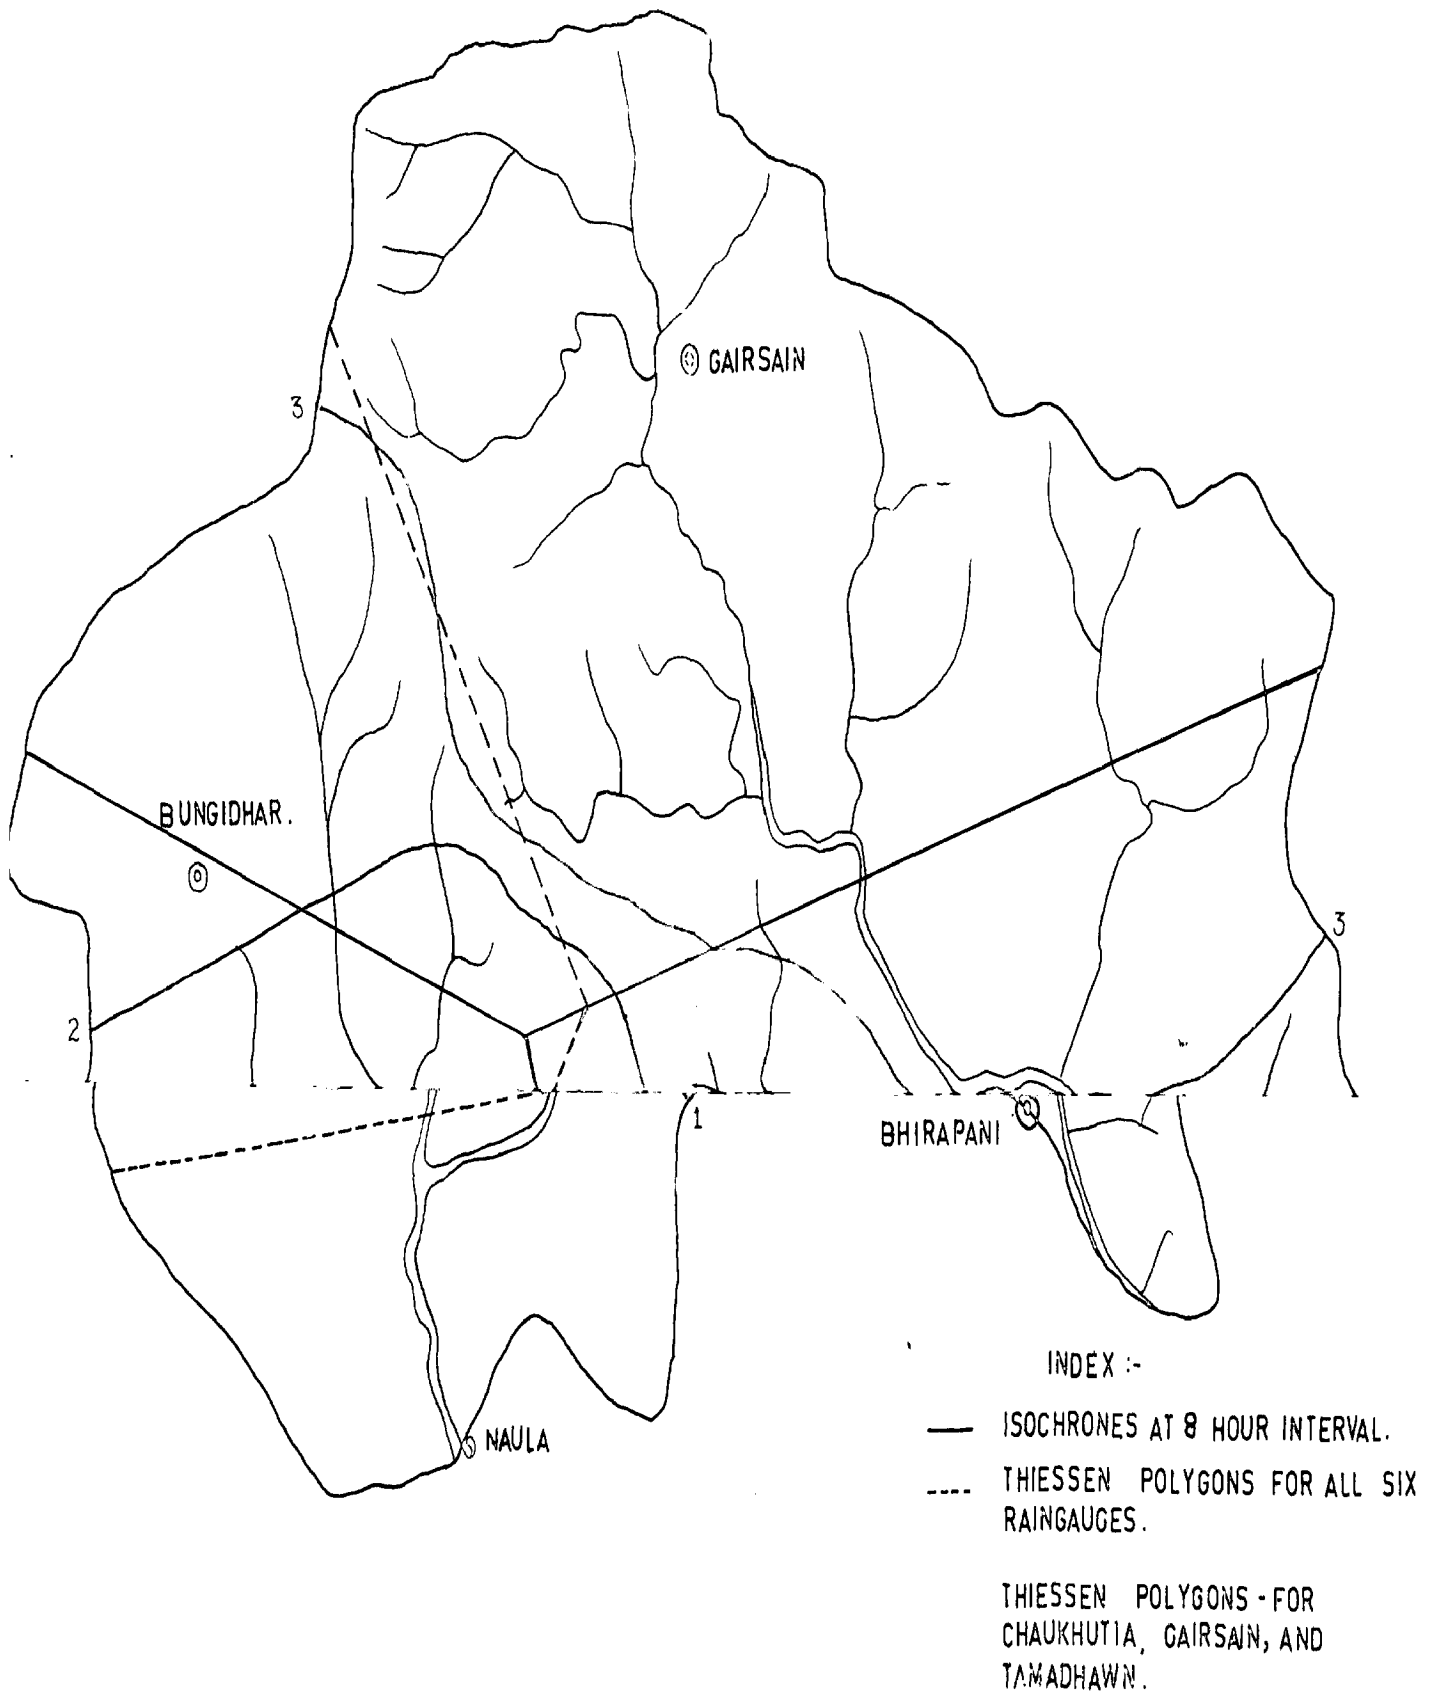 GAIRSAIN
3
BUNGIDHAR.
3
2
1
BHIRAPANI
NAULA
INDEX :-
ISOCHRONES AT 8 HOUR INTERVAL.
THIESSEN POLYGONS FOR ALL SIX
RAINGAUGES.
THIESSEN POLYGONS - FOR
CHAUKHUTIA, GAIRSAIN, AND
TAMADHAWN.